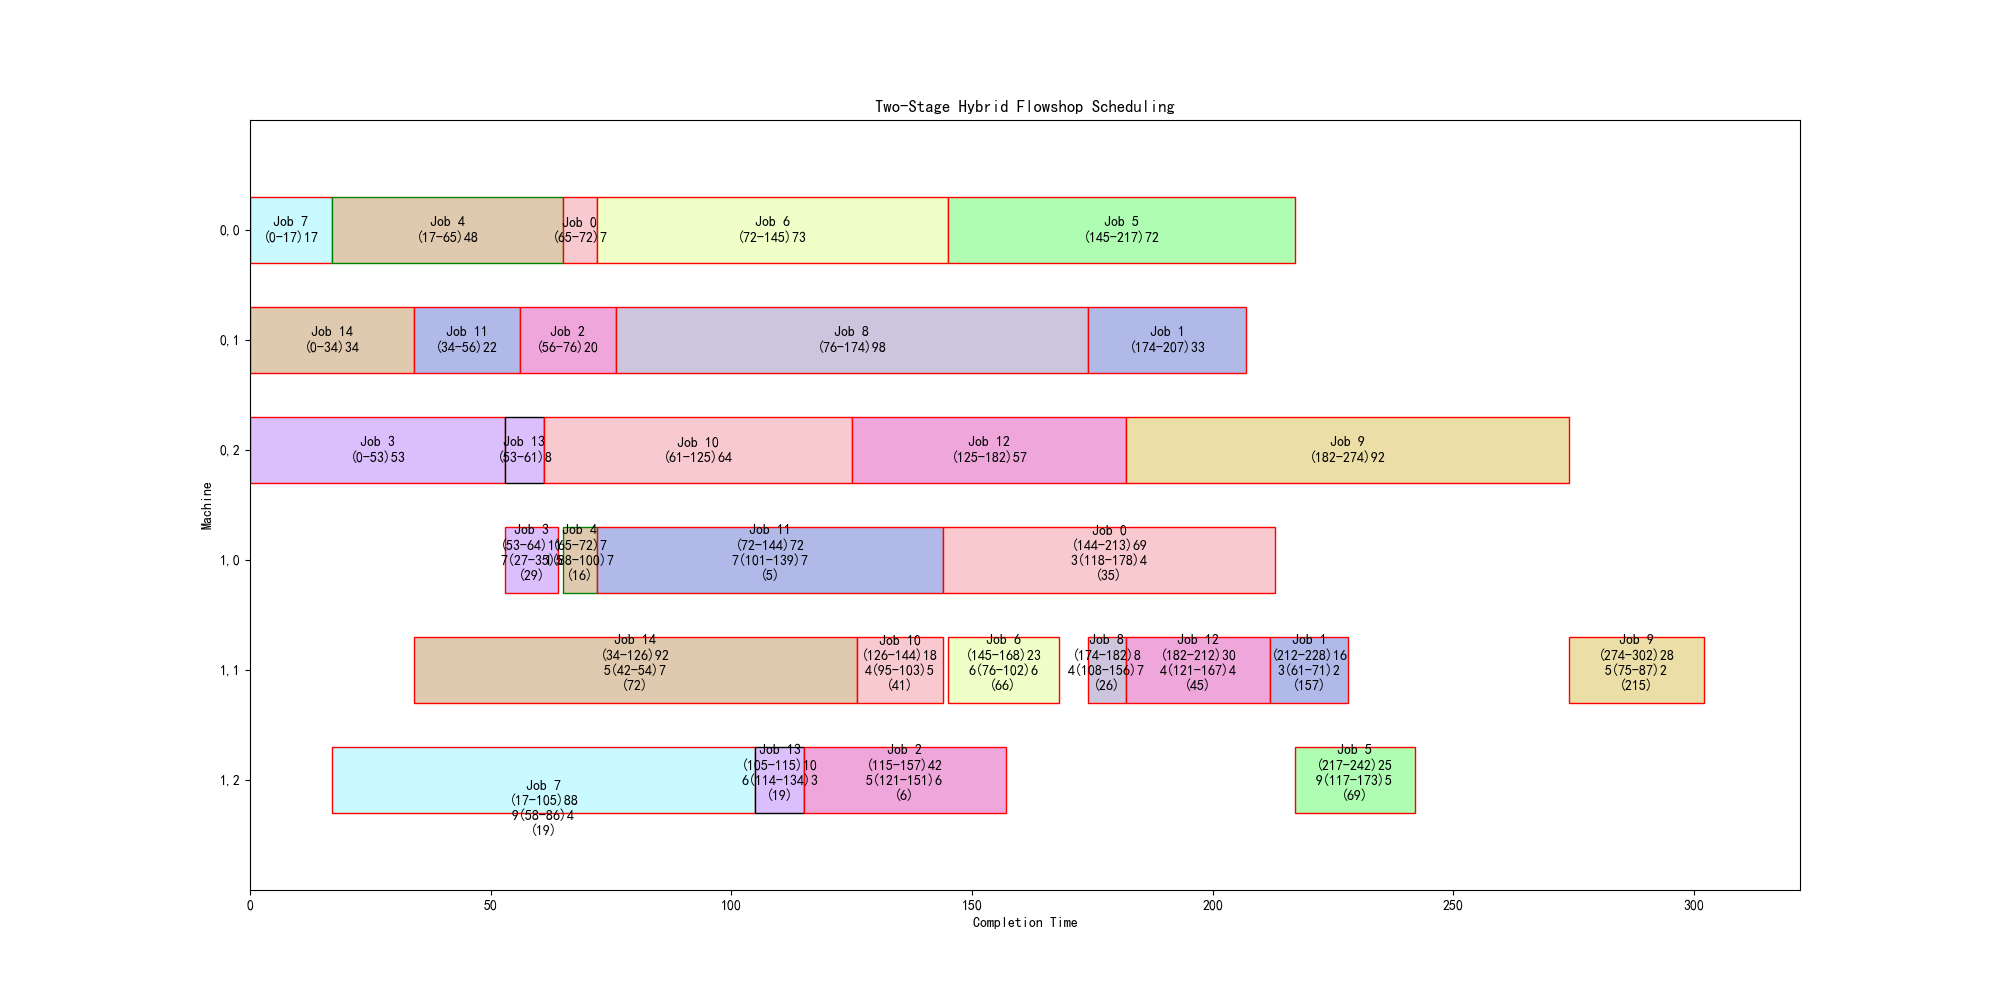 Two-Stage Hybrid Flowshop Scheduling
0,0
Job 7
(0-17)17
Job 4
(17-65)48
Job 0
(65-72)7
Job 6
(72-145)73
Job 5
(145-217)72
0,1
Job 14
(0-34)34
Job 11
(34-56)22
Job 2
(56-76)20
Job 8
(76-174)98
Job 1
(174-207)33
0,2
Job 3
(0-53)53
Job 13
(53-61)8
Job 10
(61-125)64
Job 12
(125-182)57
Job 9
(182-274)92
Machine
1,0
Job 3
(53-64)11
7(27-35)
(29)
Job 4
(65-72)7
(88-100)7
(16)
Job 11
(72-144)72
7(101-139)7
(5)
Job 0
(144-213)69
3(118-178)4
(35)
1,1
Job 14
(34-126)92
5(42-54)7
(72)
Job 10
(126-144)18
4(95-103)5
(41)
Job 6
(145-168)23
6(76-102)6
(66)
Job 8
(174-182)8
4(108-156)7
(26)
Job 12
(182-212)30
4(121-167)4
(45)
Job 1
(212-228)16
3(61-71)2
(157)
Job 9
(274-302)28
5(75-87)2
(215)
1,2
Job 7
(17-105)88
9(58-86)4
(19)
Job 13
(105-115)10
6(114-134)3
(19)
Job 2
(115-157)42
5(121-151)6
(6)
Job 5
(217-242)25
9(117-173)5
(69)
0
50
100
150
200
250
300
Completion Time